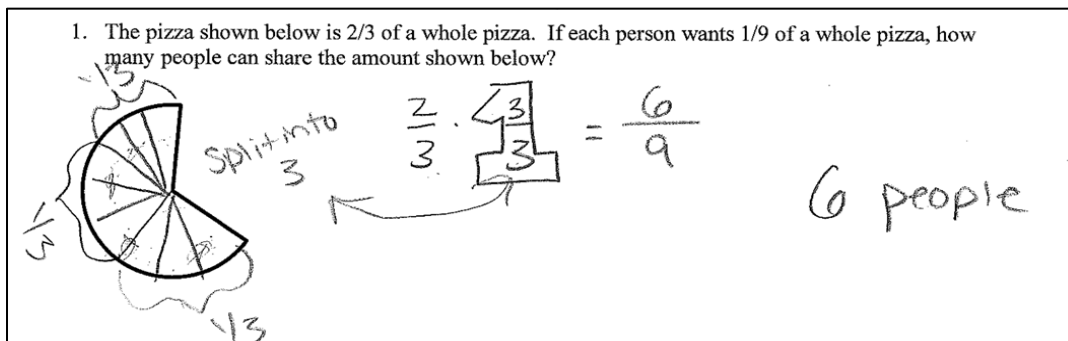 1. The pizza shown below is 2/3 of a whole pizza. If each person wants 1/9 of a whole pizza, how
many people can share the amount shown below?
1/3
Split into
3
2/3 · 3/3 = 6/9
6 people
1/3
1/3